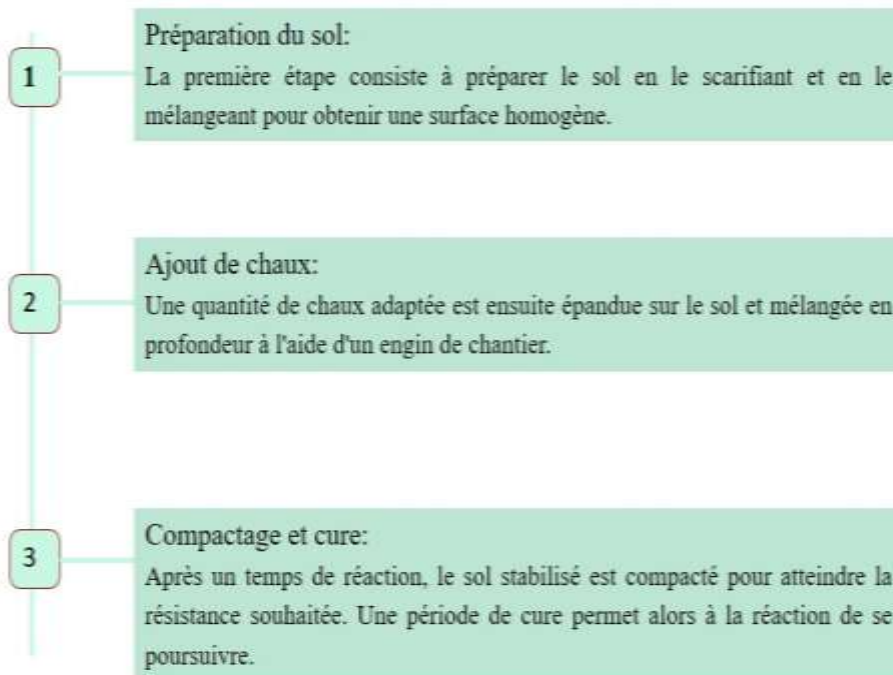 1
Préparation du sol:
La première étape consiste à préparer le sol en le scarifiant et en le
mélangeant pour obtenir une surface homogène.
2
Ajout de chaux:
Une quantité de chaux adaptée est ensuite épandue sur le sol et mélangée en
profondeur à l'aide d'un engin de chantier.
3
Compactage et cure:
Après un temps de réaction, le sol stabilisé est compacté pour atteindre la
résistance souhaitée. Une période de cure permet alors à la réaction de se
poursuivre.